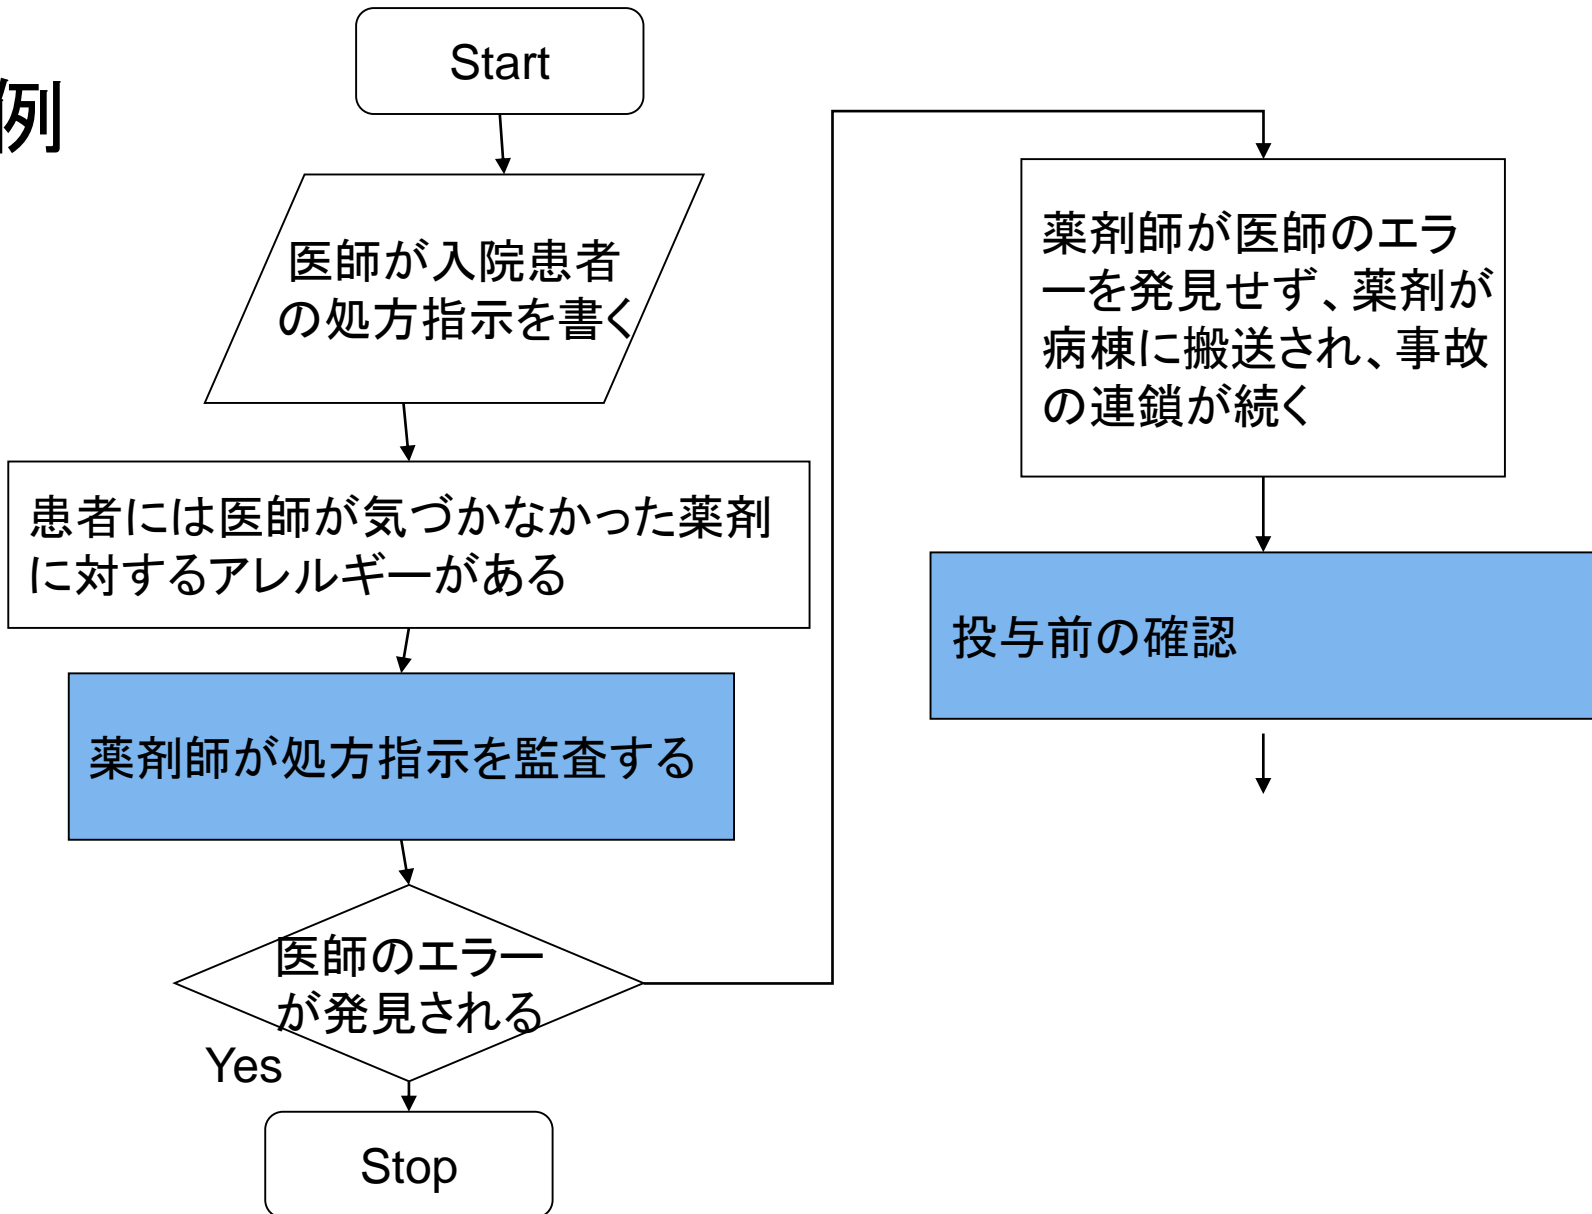 例
Start
医師が入院患者
の処方指示を書く
患者には医師が気づかなかった薬剤
に対するアレルギーがある
薬剤師が処方指示を監査する
医師のエラー
が発見される
Yes
Stop
薬剤師が医師のエラ
ーを発見せず、薬剤が
病棟に搬送され、事故
の連鎖が続く
投与前の確認